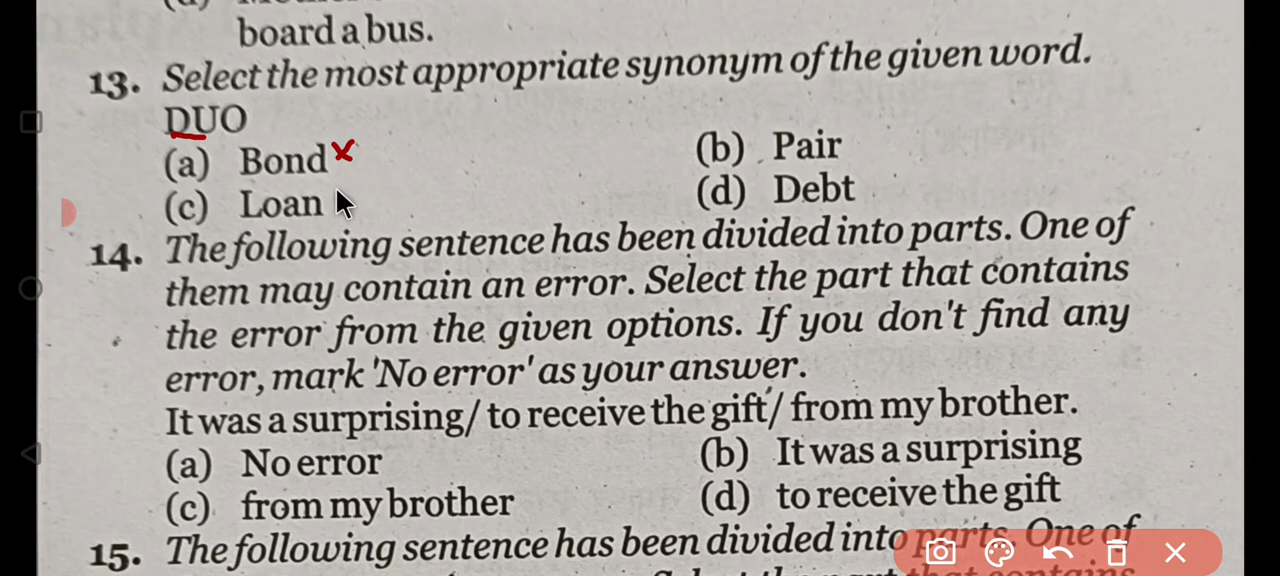 board a bus.
13. Select the most appropriate synonym of the given word.
DUO
(a) Bond (b) Pair
(c) Loan (d) Debt
14. The following sentence has been divided into parts. One of
them may contain an error. Select the part that contains
the error from the given options. If you don't find any
error, mark 'No error' as your answer.
It was a surprising/ to receive the gift/ from my brother.
(a) No error (b) It was a surprising
(c) from my brother (d) to receive the gift
15. The following sentence has been divided into parts. One of